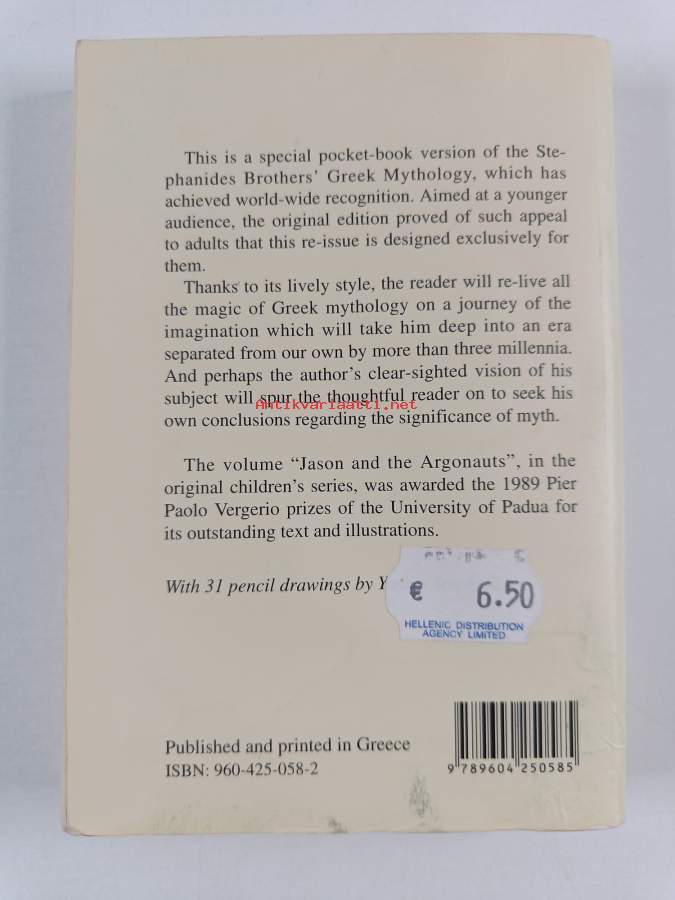 This is a special pocket-book version of the Ste-
phanides Brothers' Greek Mythology, which has
achieved world-wide recognition. Aimed at a younger
audience, the original edition proved of such appeal
to adults that this re-issue is designed exclusively for
them.
Thanks to its lively style, the reader will re-live all
the magic of Greek mythology on a journey of the
imagination which will take him deep into an era
separated from our own by more than three millennia.
And perhaps the author's clear-sighted vision of his
subject will spur the thoughtful reader on to seek his
Antikvariaatti.net
own conclusions regarding the significance of myth.
The volume “Jason and the Argonauts”, in the
original children's series, was awarded the 1989 Pier
Paolo Vergerio prizes of the University of Padua for
its outstanding text and illustrations.
With 31 pencil drawings by
€ 6.50
HELLENIC DISTRIBUTION
AGENCY LIMITED
Published and printed in Greece
ISBN: 960-425-058-2
9 789604 250585